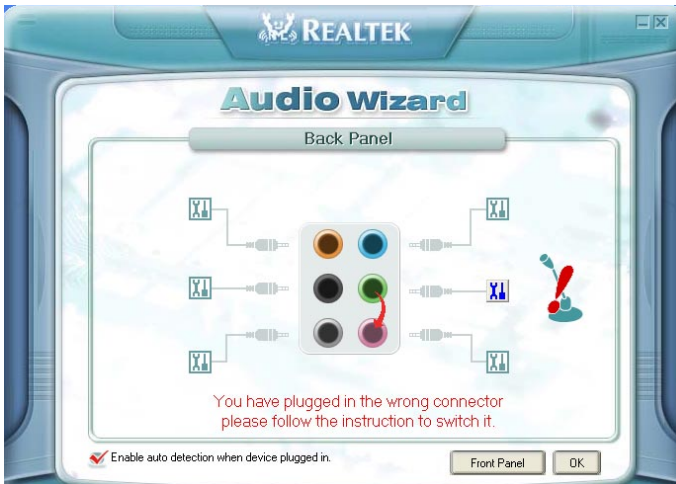 REALTEK
Audio Wizard
Back Panel
You have plugged in the wrong connector
please follow the instruction to switch it.
Enable auto detection when device plugged in.
Front Panel
OK